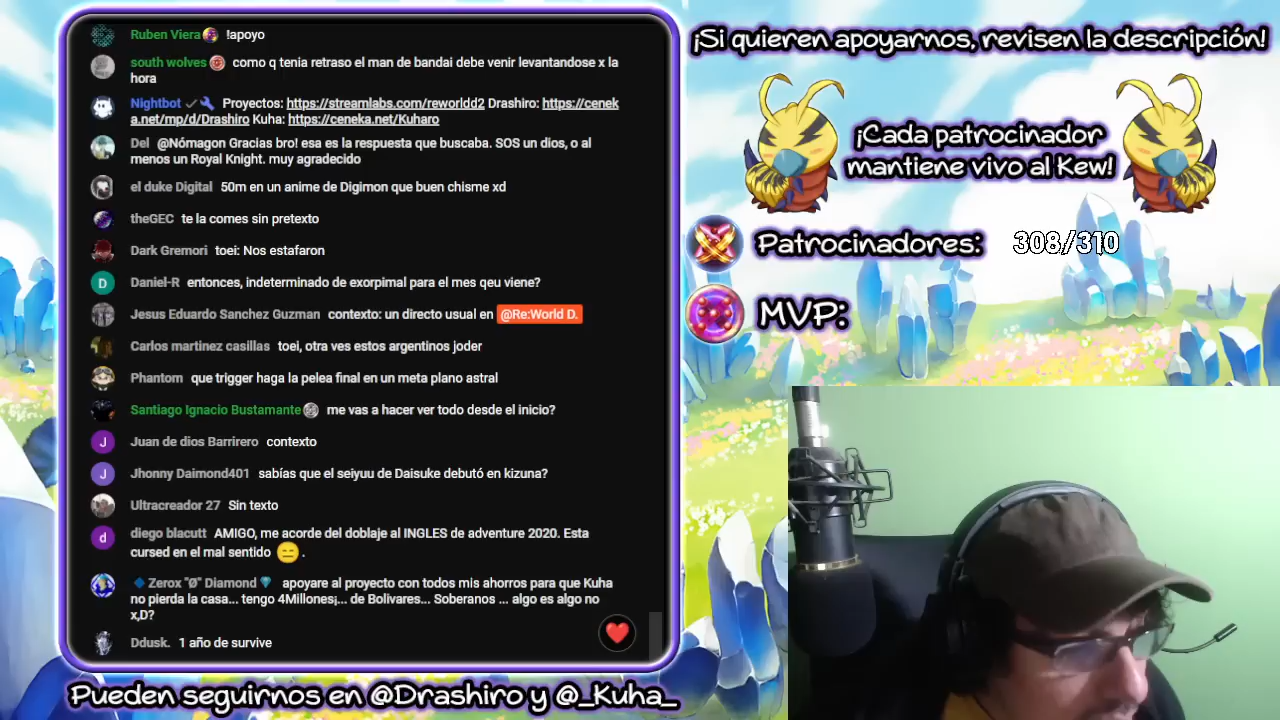 Ruben Viera !apoyo
south wolves como q tenia retraso el man de bandai debe venir levantandose x la
hora
Nightbot Proyectos: https://streamlabs.com/reworldd2 Drashiro: https://cenek
a.net/mp/d/Drashiro Kuha: https://ceneka.net/Kuharo
Del @Nómagon Gracias bro! esa es la respuesta que buscaba. SOS un dios, o al
menos un Royal Knight. muy agradecido
el duke Digital 50m en un anime de Digimon que buen chisme xd
theGEC te la comes sin pretexto
Dark Gremori toei: Nos estafaron
D Daniel-R entonces, indeterminado de exorpimal para el mes qeu viene?
Jesus Eduardo Sanchez Guzman contexto: un directo usual en @Re:World D.
Carlos martinez casillas toei, otra ves estos argentinos joder
Phantom que trigger haga la pelea final en un meta plano astral
Santiago Ignacio Bustamante me vas a hacer ver todo desde el inicio?
J Juan de dios Barrirero contexto
J Jhonny Daimond401 sabías que el seiyuu de Daisuke debutó en kizuna?
Ultracreador 27 Sin texto
d diego blacutt AMIGO, me acorde del doblaje al INGLES de adventure 2020. Esta
cursed en el mal sentido 😑 .
🔷Zerox "Ø" Diamond💎 apoyare al proyecto con todos mis ahorros para que Kuha
no pierda la casa... tengo 4Millones¡... de Bolivares... Soberanos ... algo es algo no
x,D?
Ddusk. 1 año de survive
Pueden seguirnos en @Drashiro y @_Kuha_
¡Si quieren apoyarnos, revisen la descripción!
¡Cada patrocinador
mantiene vivo al Kew!
Patrocinadores: 308/310
MVP: